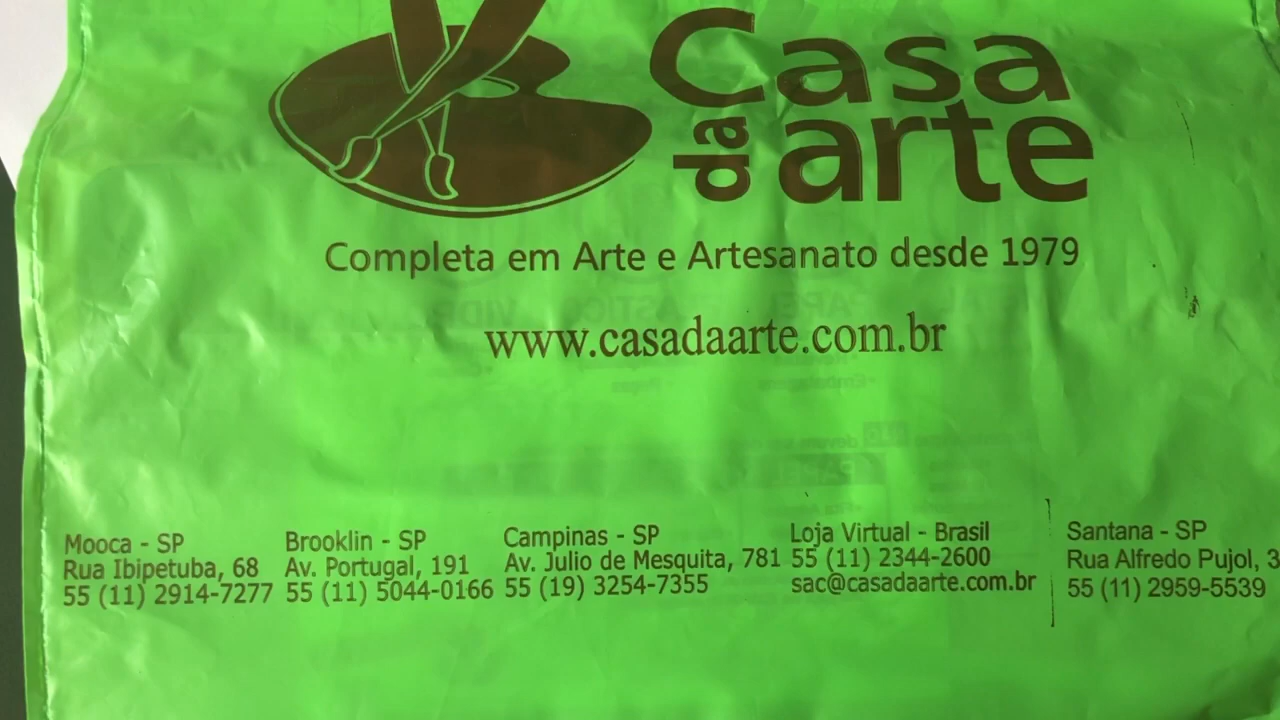 Casa
da arte
Completa em Arte e Artesanato desde 1979
www.casadaarte.com.br
Mooca - SP
Rua Ibipetuba, 68
55 (11) 2914-7277
Brooklin - SP
Av. Portugal, 191
55 (11) 5044-0166
Campinas - SP
Av. Julio de Mesquita, 781
55 (19) 3254-7355
Loja Virtual - Brasil
55 (11) 2344-2600
sac@casadaarte.com.br
Santana - SP
Rua Alfredo Pujol, 3
55 (11) 2959-5539